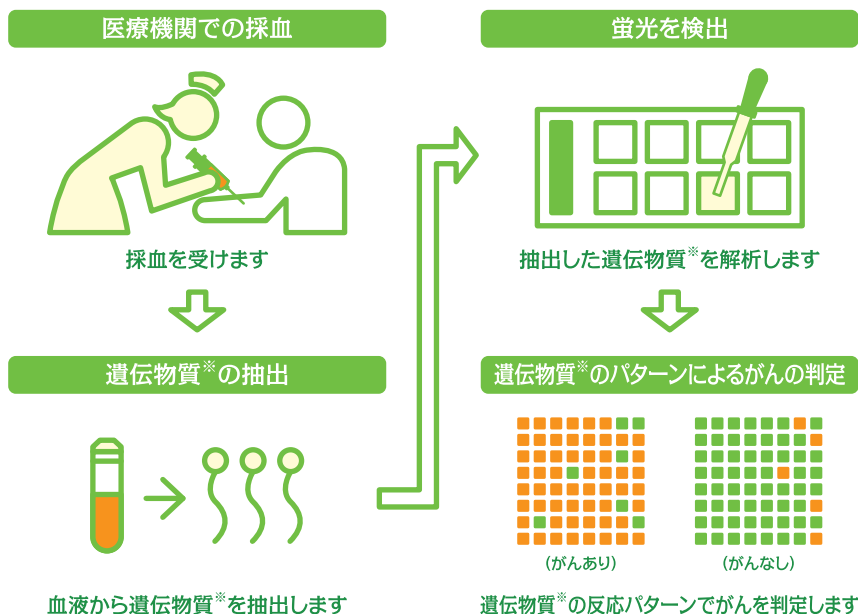 医療機関での採血
採血を受けます
遺伝物質※の抽出
血液から遺伝物質※を抽出します
蛍光を検出
抽出した遺伝物質※を解析します
遺伝物質※のパターンによるがんの判定
(がんあり)
(がんなし)
遺伝物質※の反応パターンでがんを判定します